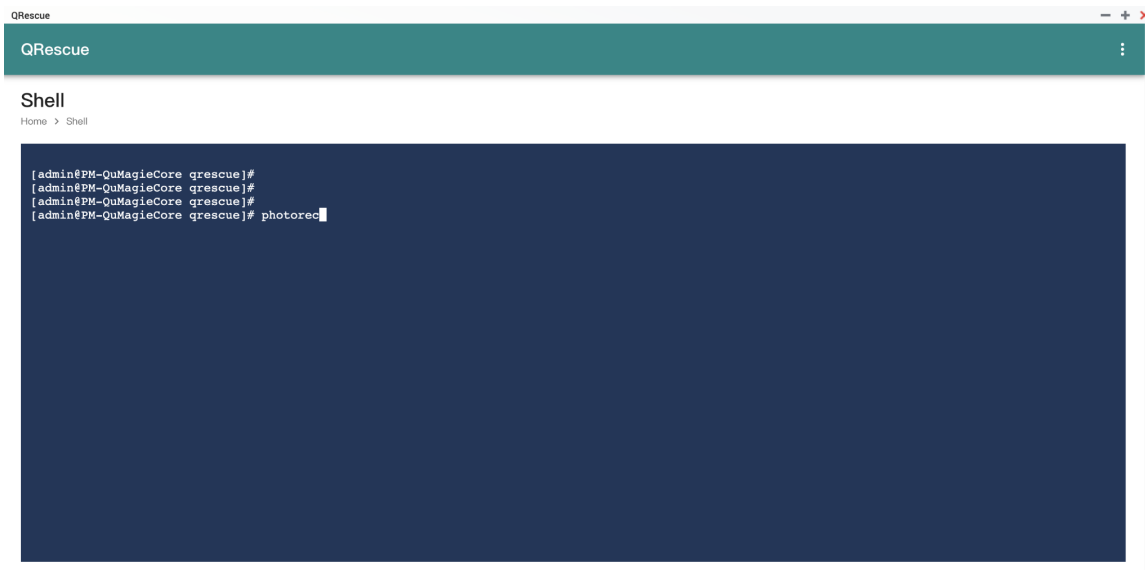 QRescue
QRescue
Shell
Home > Shell
[admin@PM-QuMagieCore qrescue]#
[admin@PM-QuMagieCore qrescue]#
[admin@PM-QuMagieCore qrescue]#
[admin@PM-QuMagieCore qrescue]# photorec